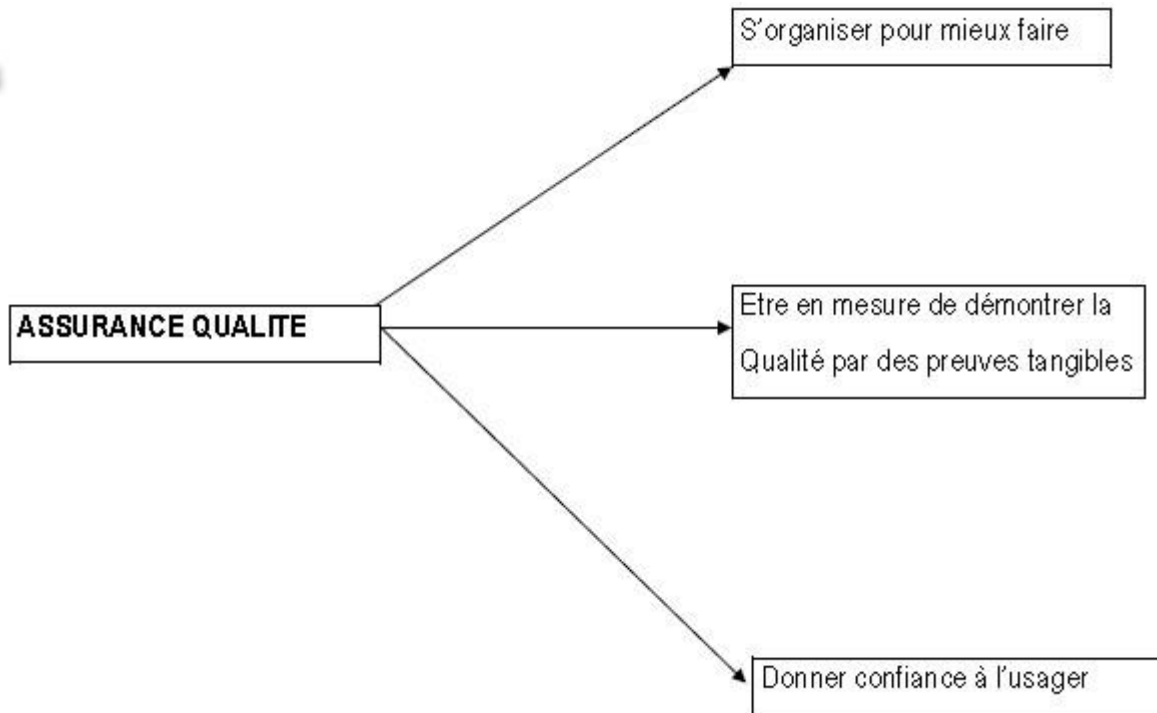 S'organiser pour mieux faire
ASSURANCE QUALITE
Etre en mesure de démontrer la
Qualité par des preuves tangibles
Donner confiance à l'usager